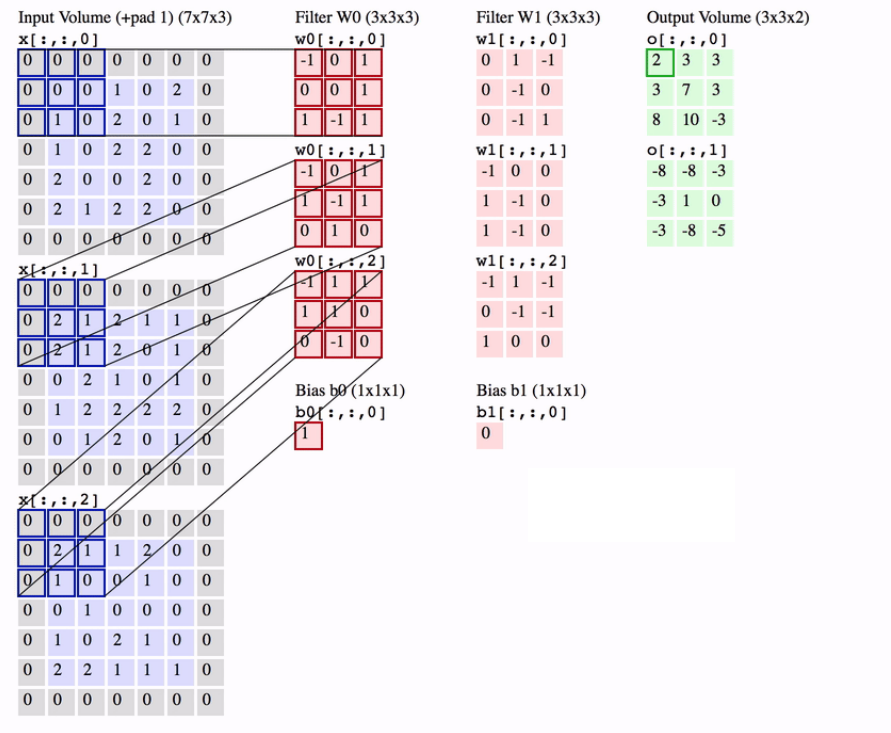 Input Volume (+pad 1) (7x7x3)
x[:,:,0]
0 0 0 0 0 0 0
0 0 0 1 0 2 0
0 1 0 2 0 1 0
0 1 0 2 2 0 0
0 2 0 0 2 0 0
0 2 1 2 2 0 0
0 0 0 0 0 0 0
x[:,:,1]
0 0 0 0 0 0 0
0 2 1 2 1 1 0
0 2 1 2 0 1 0
0 0 2 1 0 1 0
0 1 2 2 2 2 0
0 0 1 2 0 1 0
0 0 0 0 0 0 0
x[:,:,2]
0 0 0 0 0 0 0
0 2 1 1 2 0 0
0 1 0 0 1 0 0
0 0 1 0 0 0 0
0 1 0 2 1 0 0
0 2 2 1 1 1 0
0 0 0 0 0 0 0
Filter W0 (3x3x3)
w0[:,:,0]
-1 0 1
0 0 1
1 -1 1
w0[:,:,1]
-1 0 1
1 -1 1
0 1 0
w0[:,:,2]
-1 1 1
1 1 0
0 -1 0
Bias b0 (1x1x1)
b0[:,:,0]
1
Filter W1 (3x3x3)
w1[:,:,0]
0 1 -1
0 -1 0
0 -1 1
w1[:,:,1]
-1 0 0
1 -1 0
1 -1 0
w1[:,:,2]
-1 1 -1
0 -1 -1
1 0 0
Bias b1 (1x1x1)
b1[:,:,0]
0
Output Volume (3x3x2)
o[:,:,0]
2 3 3
3 7 3
8 10 -3
o[:,:,1]
-8 -8 -3
-3 1 0
-3 -8 -5